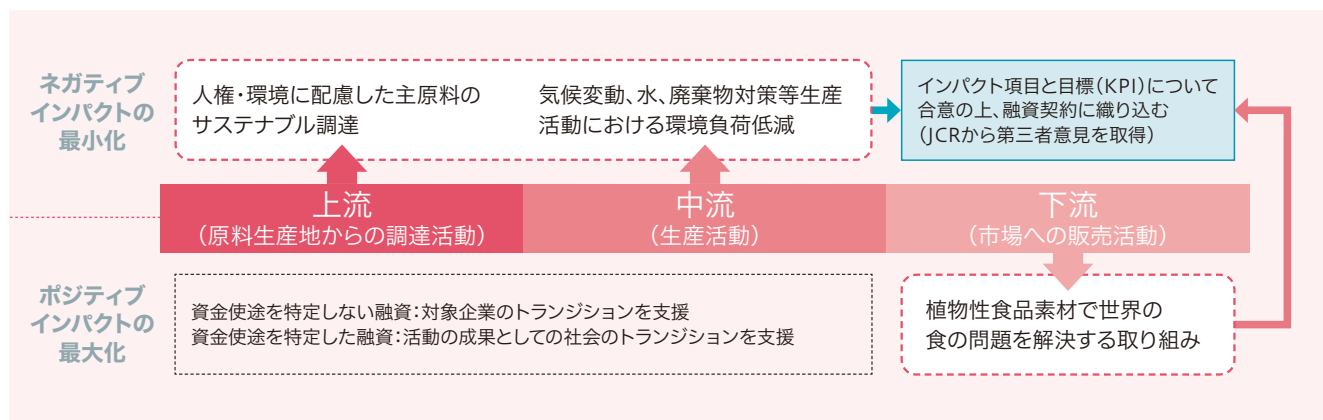 ネガティブ
インパクトの
最小化
人権・環境に配慮した主原料の
サステナブル調達
気候変動、水、廃棄物対策等生産
活動における環境負荷低減
インパクト項目と目標（KPI）について
合意の上、融資契約に織り込む
（JCRから第三者意見を取得）
上流
（原料生産地からの調達活動）
中流
（生産活動）
下流
（市場への販売活動）
ポジティブ
インパクトの
最大化
資金使途を特定しない融資：対象企業のトランジションを支援
資金使途を特定した融資：活動の成果としての社会のトランジションを支援
植物性食品素材で世界の
食の問題を解決する取り組み